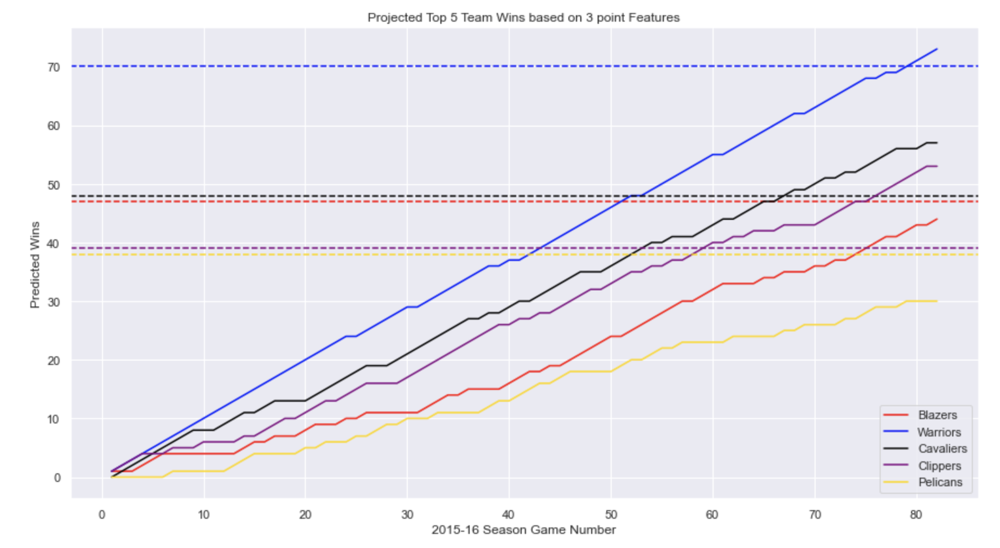 Projected Top 5 Team Wins based on 3 point Features
Predicted Wins
70
60
50
40
30
20
10
0
0 10 20 30 40 50 60 70 80
2015-16 Season Game Number
Blazers
Warriors
Cavaliers
Clippers
Pelicans